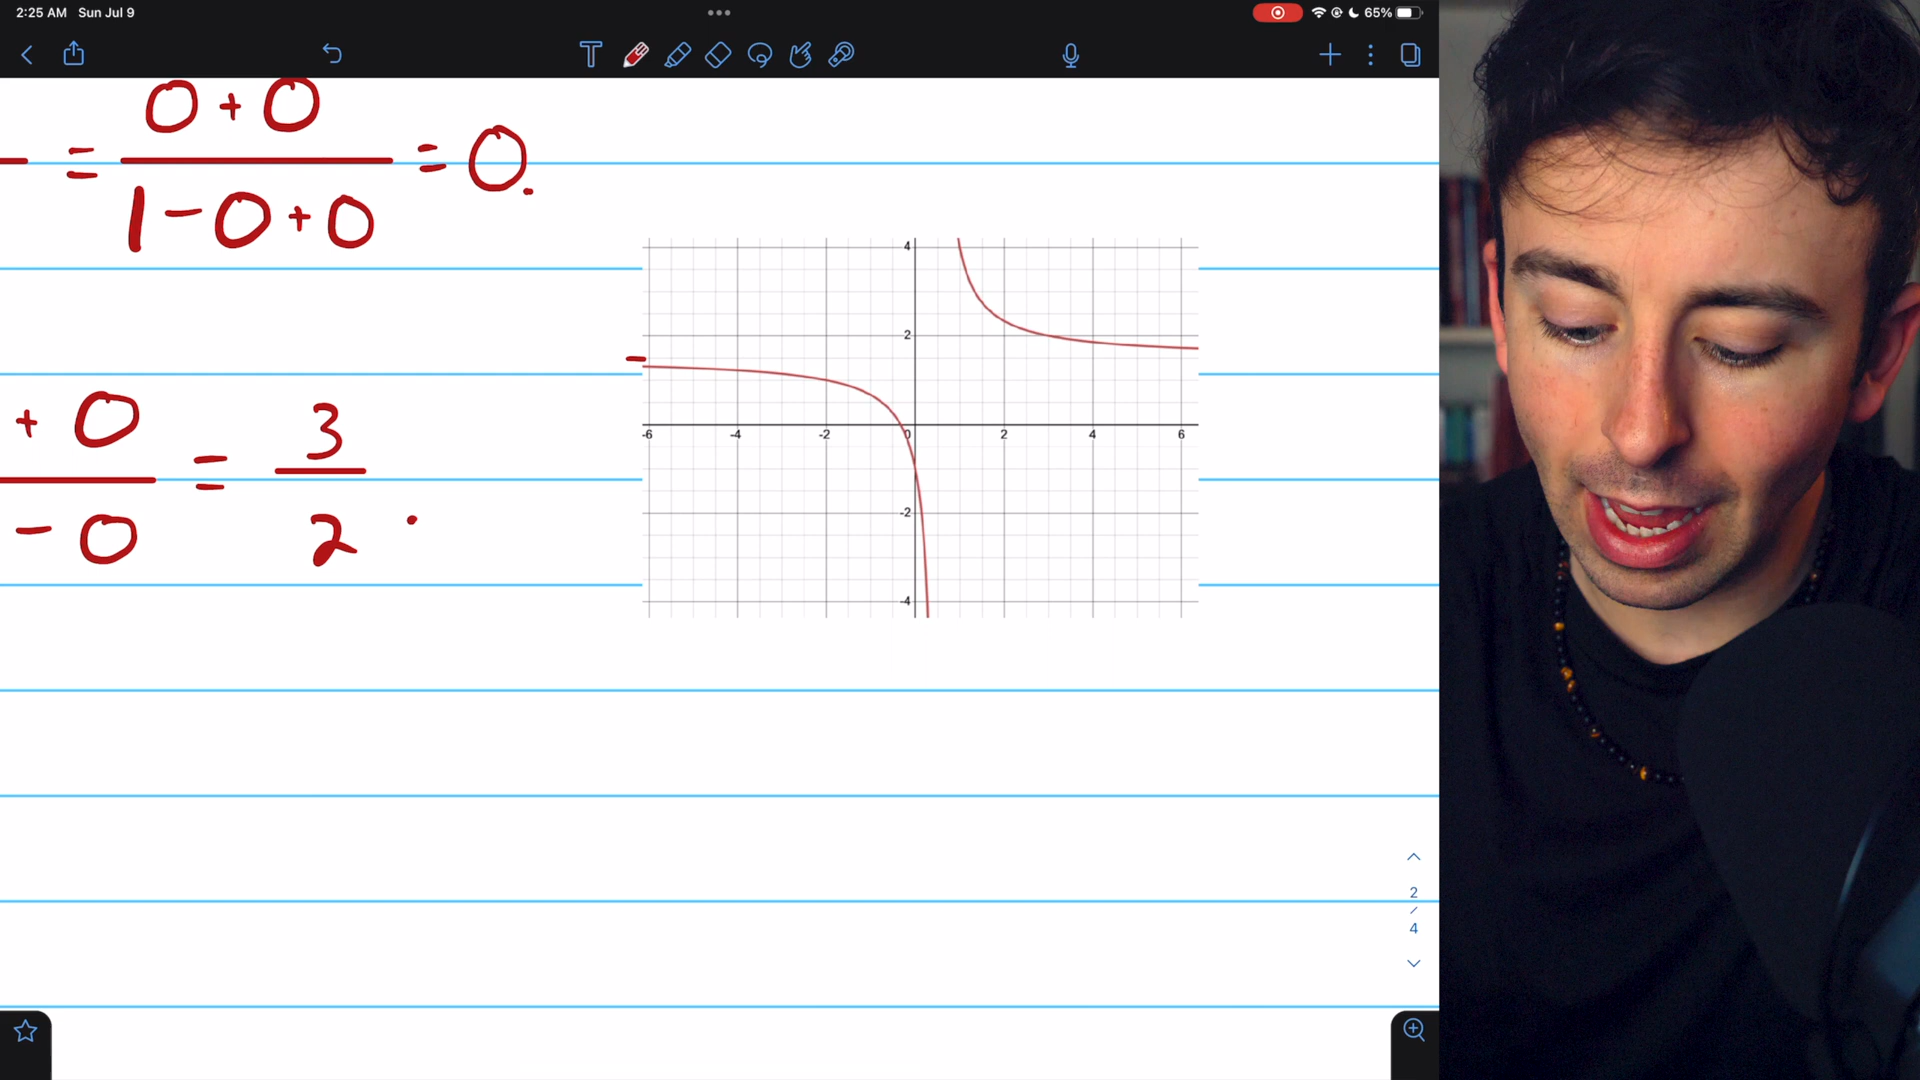 2:25 AM Sun Jul 9
65%
= 0 + 0 / 1 - 0 + 0 = 0.
+ 0 / - 0 = 3 / 2 .
4
2
-6 -4 -2 0 2 4 6
-2
-4
2
/
4